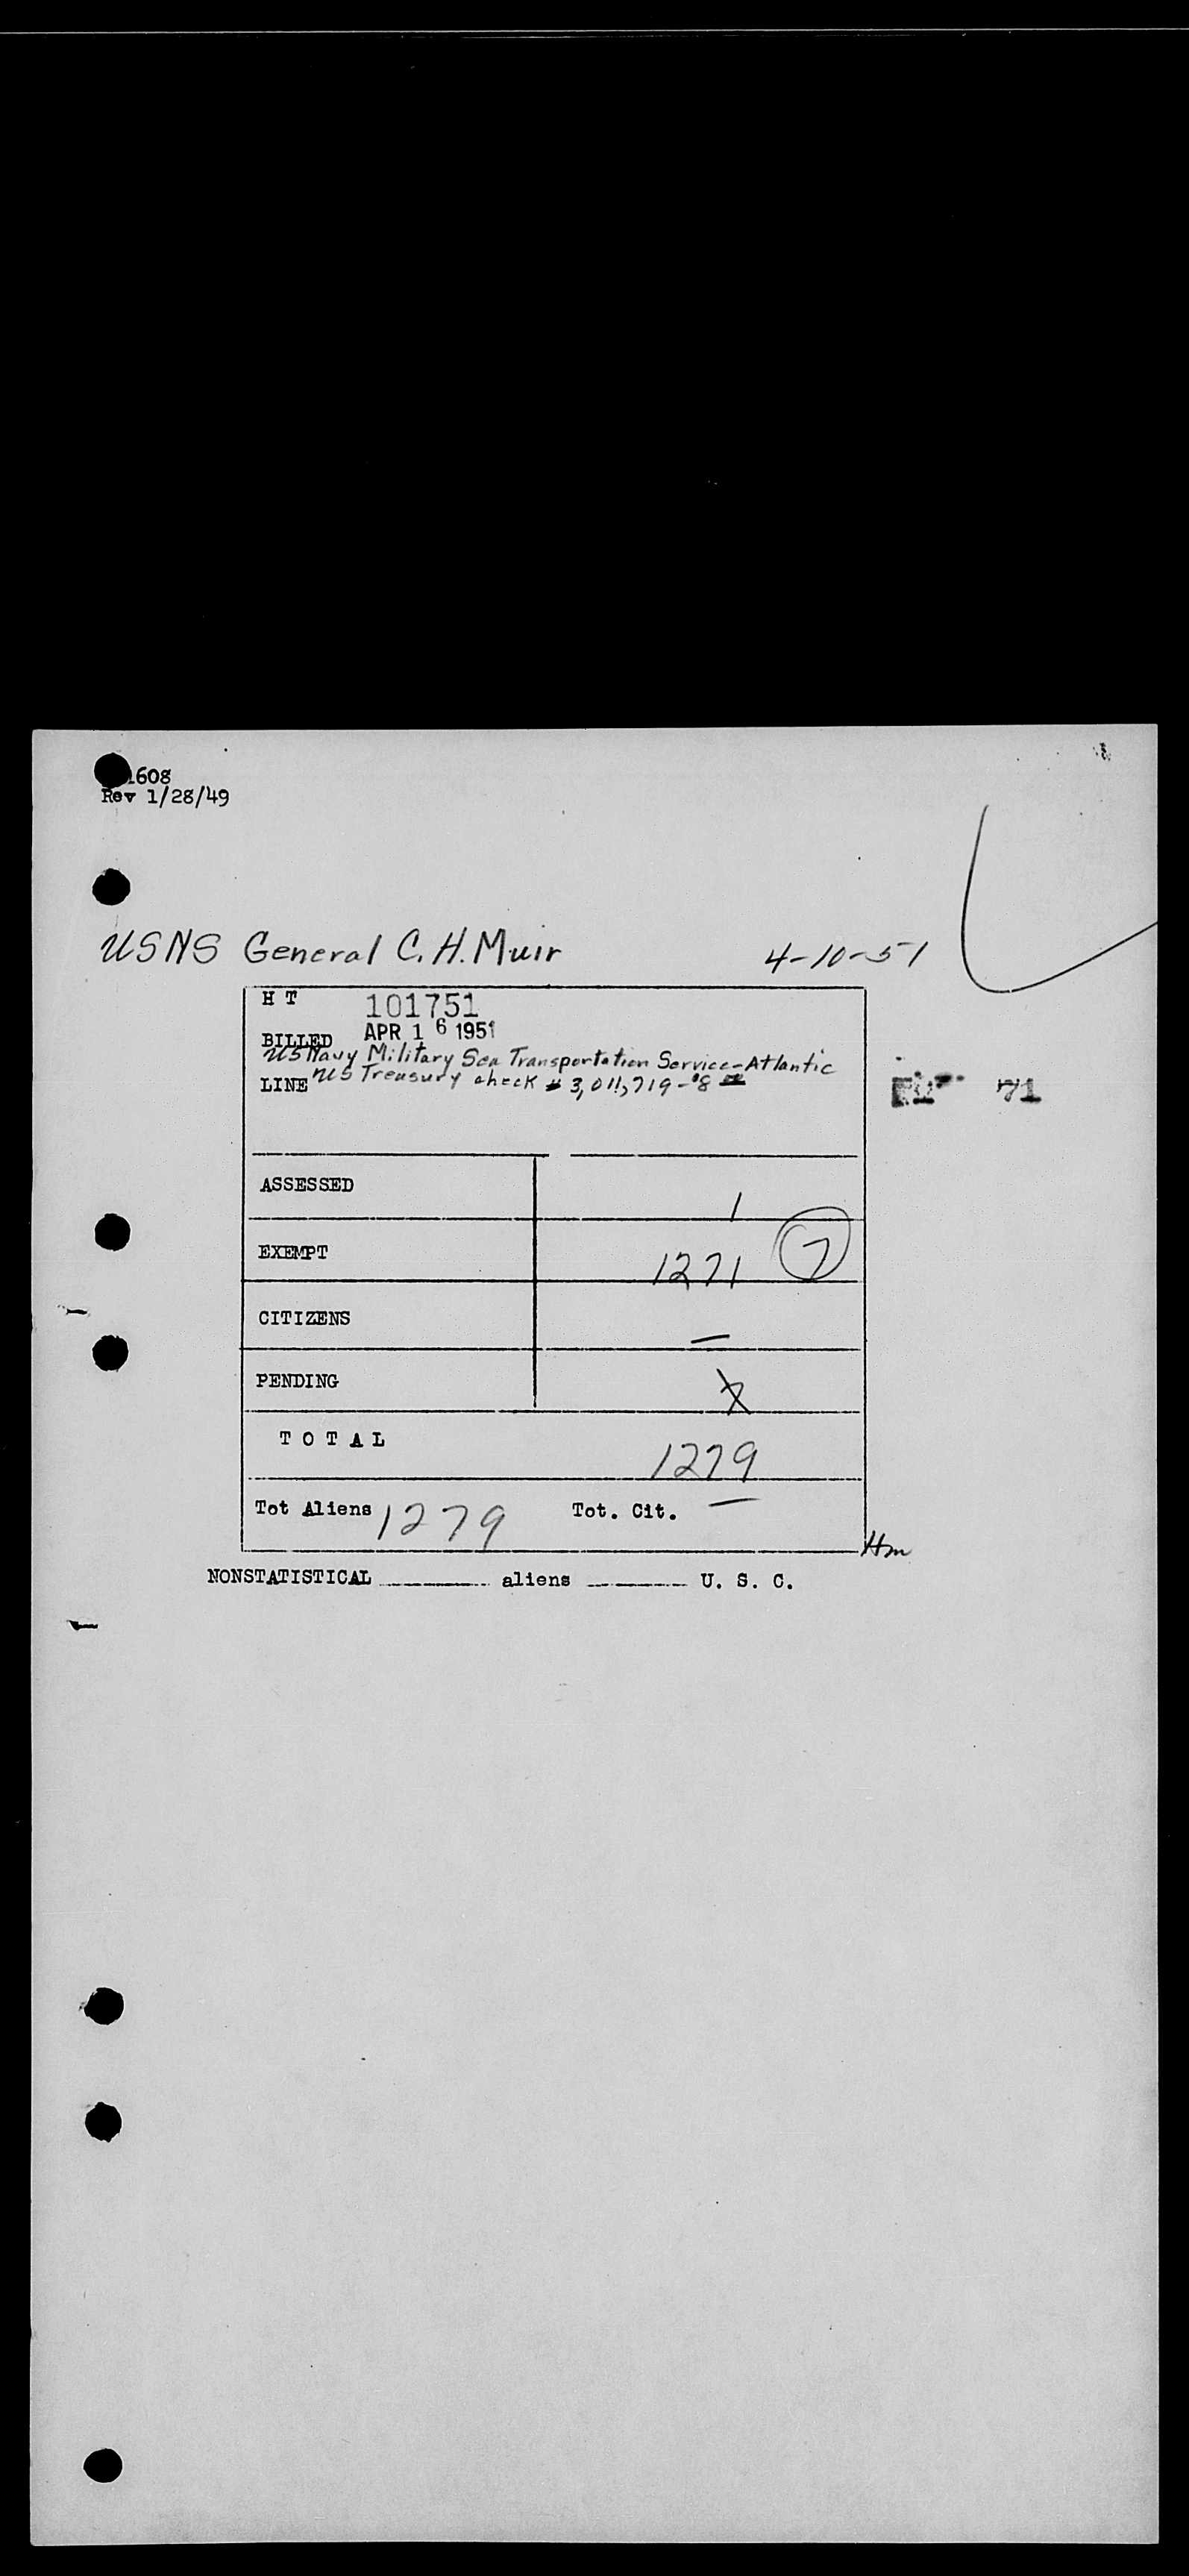 1608
Rev 1/28/49
USNS General C. H. Muir 4-10-51
H T 101751
BILLED APR 16 1951
US Navy Military Sea Transportation Service-Atlantic
LINE US Treasury check # 3,011,719-$8 00
71
ASSESSED 1
EXEMPT 1271 7
CITIZENS —
PENDING 7
T O T A L 1279
Tot Aliens 1279 Tot. Cit. —
Hm
NONSTATISTICAL aliens U. S. C.